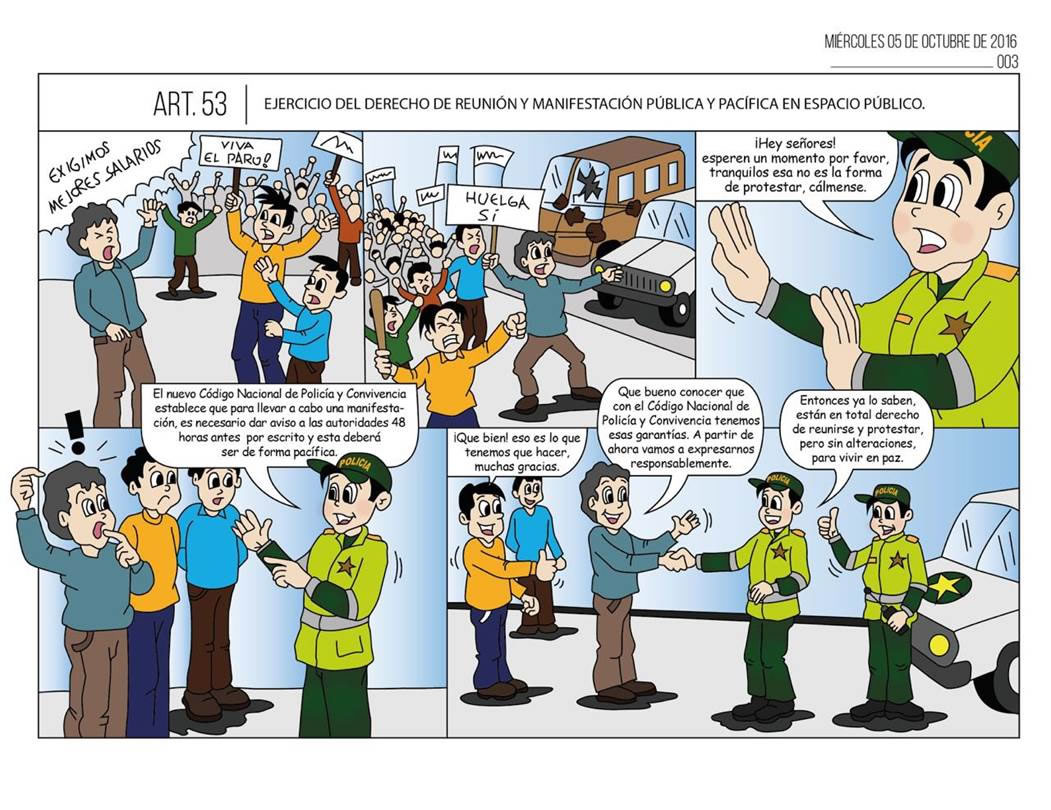 MIÉRCOLES 05 DE OCTUBRE DE 2016
003
ART. 53
EJERCICIO DEL DERECHO DE REUNIÓN Y MANIFESTACIÓN PÚBLICA Y PACÍFICA EN ESPACIO PÚBLICO.
EXIGIMOS
MEJORES SALARIOS
VIVA
EL PARO!
HUELGA
SÍ
¡Hey señores!
esperen un momento por favor,
tranquilos esa no es la forma
de protestar, cálmense.
CÍA
El nuevo Código Nacional de Policía y Convivencia
establece que para llevar a cabo una manifesta-
ción, es necesario dar aviso a las autoridades 48
horas antes por escrito y esta deberá
ser de forma pacífica.
POLICÍA
¡Que bien! eso es lo que
tenemos que hacer,
muchas gracias.
Que bueno conocer que
con el Código Nacional de
Policía y Convivencia tenemos
esas garantías. A partir de
ahora vamos a expresarnos
responsablemente.
Entonces ya lo saben,
están en total derecho
de reunirse y protestar,
pero sin alteraciones,
para vivir en paz.
POLICÍA
POLICÍA